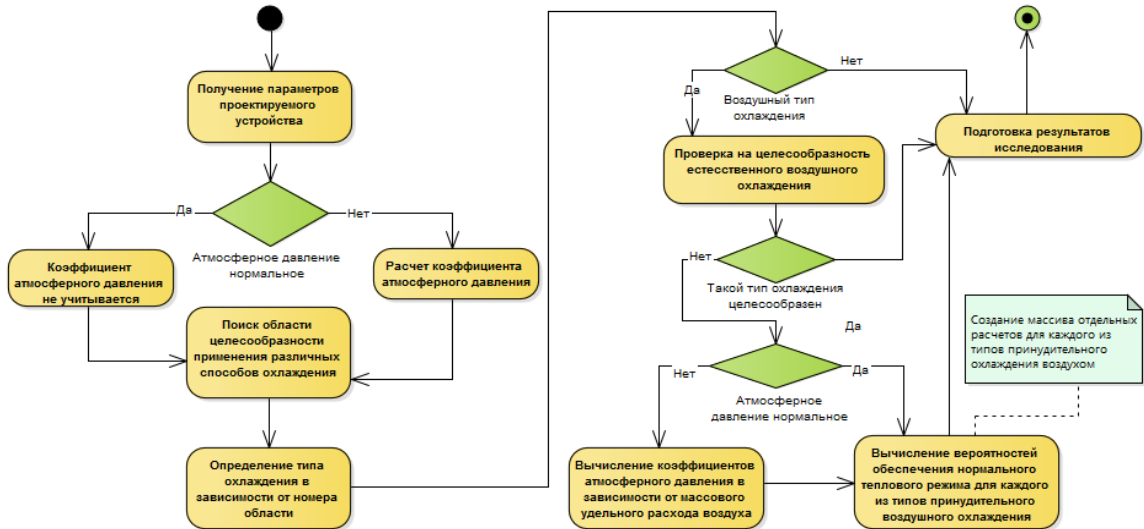 Получение параметров
проектируемого
устройства
Да
Нет
Атмосферное давление
нормальное
Коэффициент
атмосферного давления
не учитывается
Расчет коэффициента
атмосферного давления
Поиск области
целесообразности
применения различных
способов охлаждения
Определение типа
охлаждения в
зависимости от номера
области
Нет
Да
Воздушный тип
охлаждения
Подготовка результатов
исследования
Проверка на целесообразность
естесственного воздушного
охлаждения
Нет
Такой тип охлаждения
целесообразен
Да
Создание массива отдельных
расчетов для каждого из
типов принудительного
охлаждения воздухом
Нет
Да
Атмосферное
давление нормальное
Вычисление коэффициентов
атмосферного давления в
зависимости от массового
удельного расхода воздуха
Вычисление вероятностей
обеспечения нормального
теплового режима для каждого
из типов принудительного
воздушного охлаждения